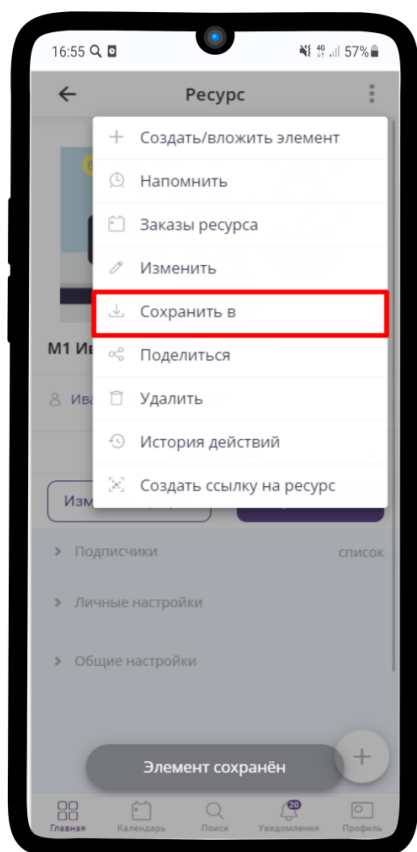 16:55 4G 57%
Ресурс
Создать/вложить элемент
Напомнить
Заказы ресурса
Изменить
Сохранить в
М1 Ив
Поделиться
Ива
Удалить
История действий
Создать ссылку на ресурс
Изм
Подписчики список
Личные настройки
Общие настройки
Элемент сохранён
20
Главная Календарь Поиск Уведомления Профиль